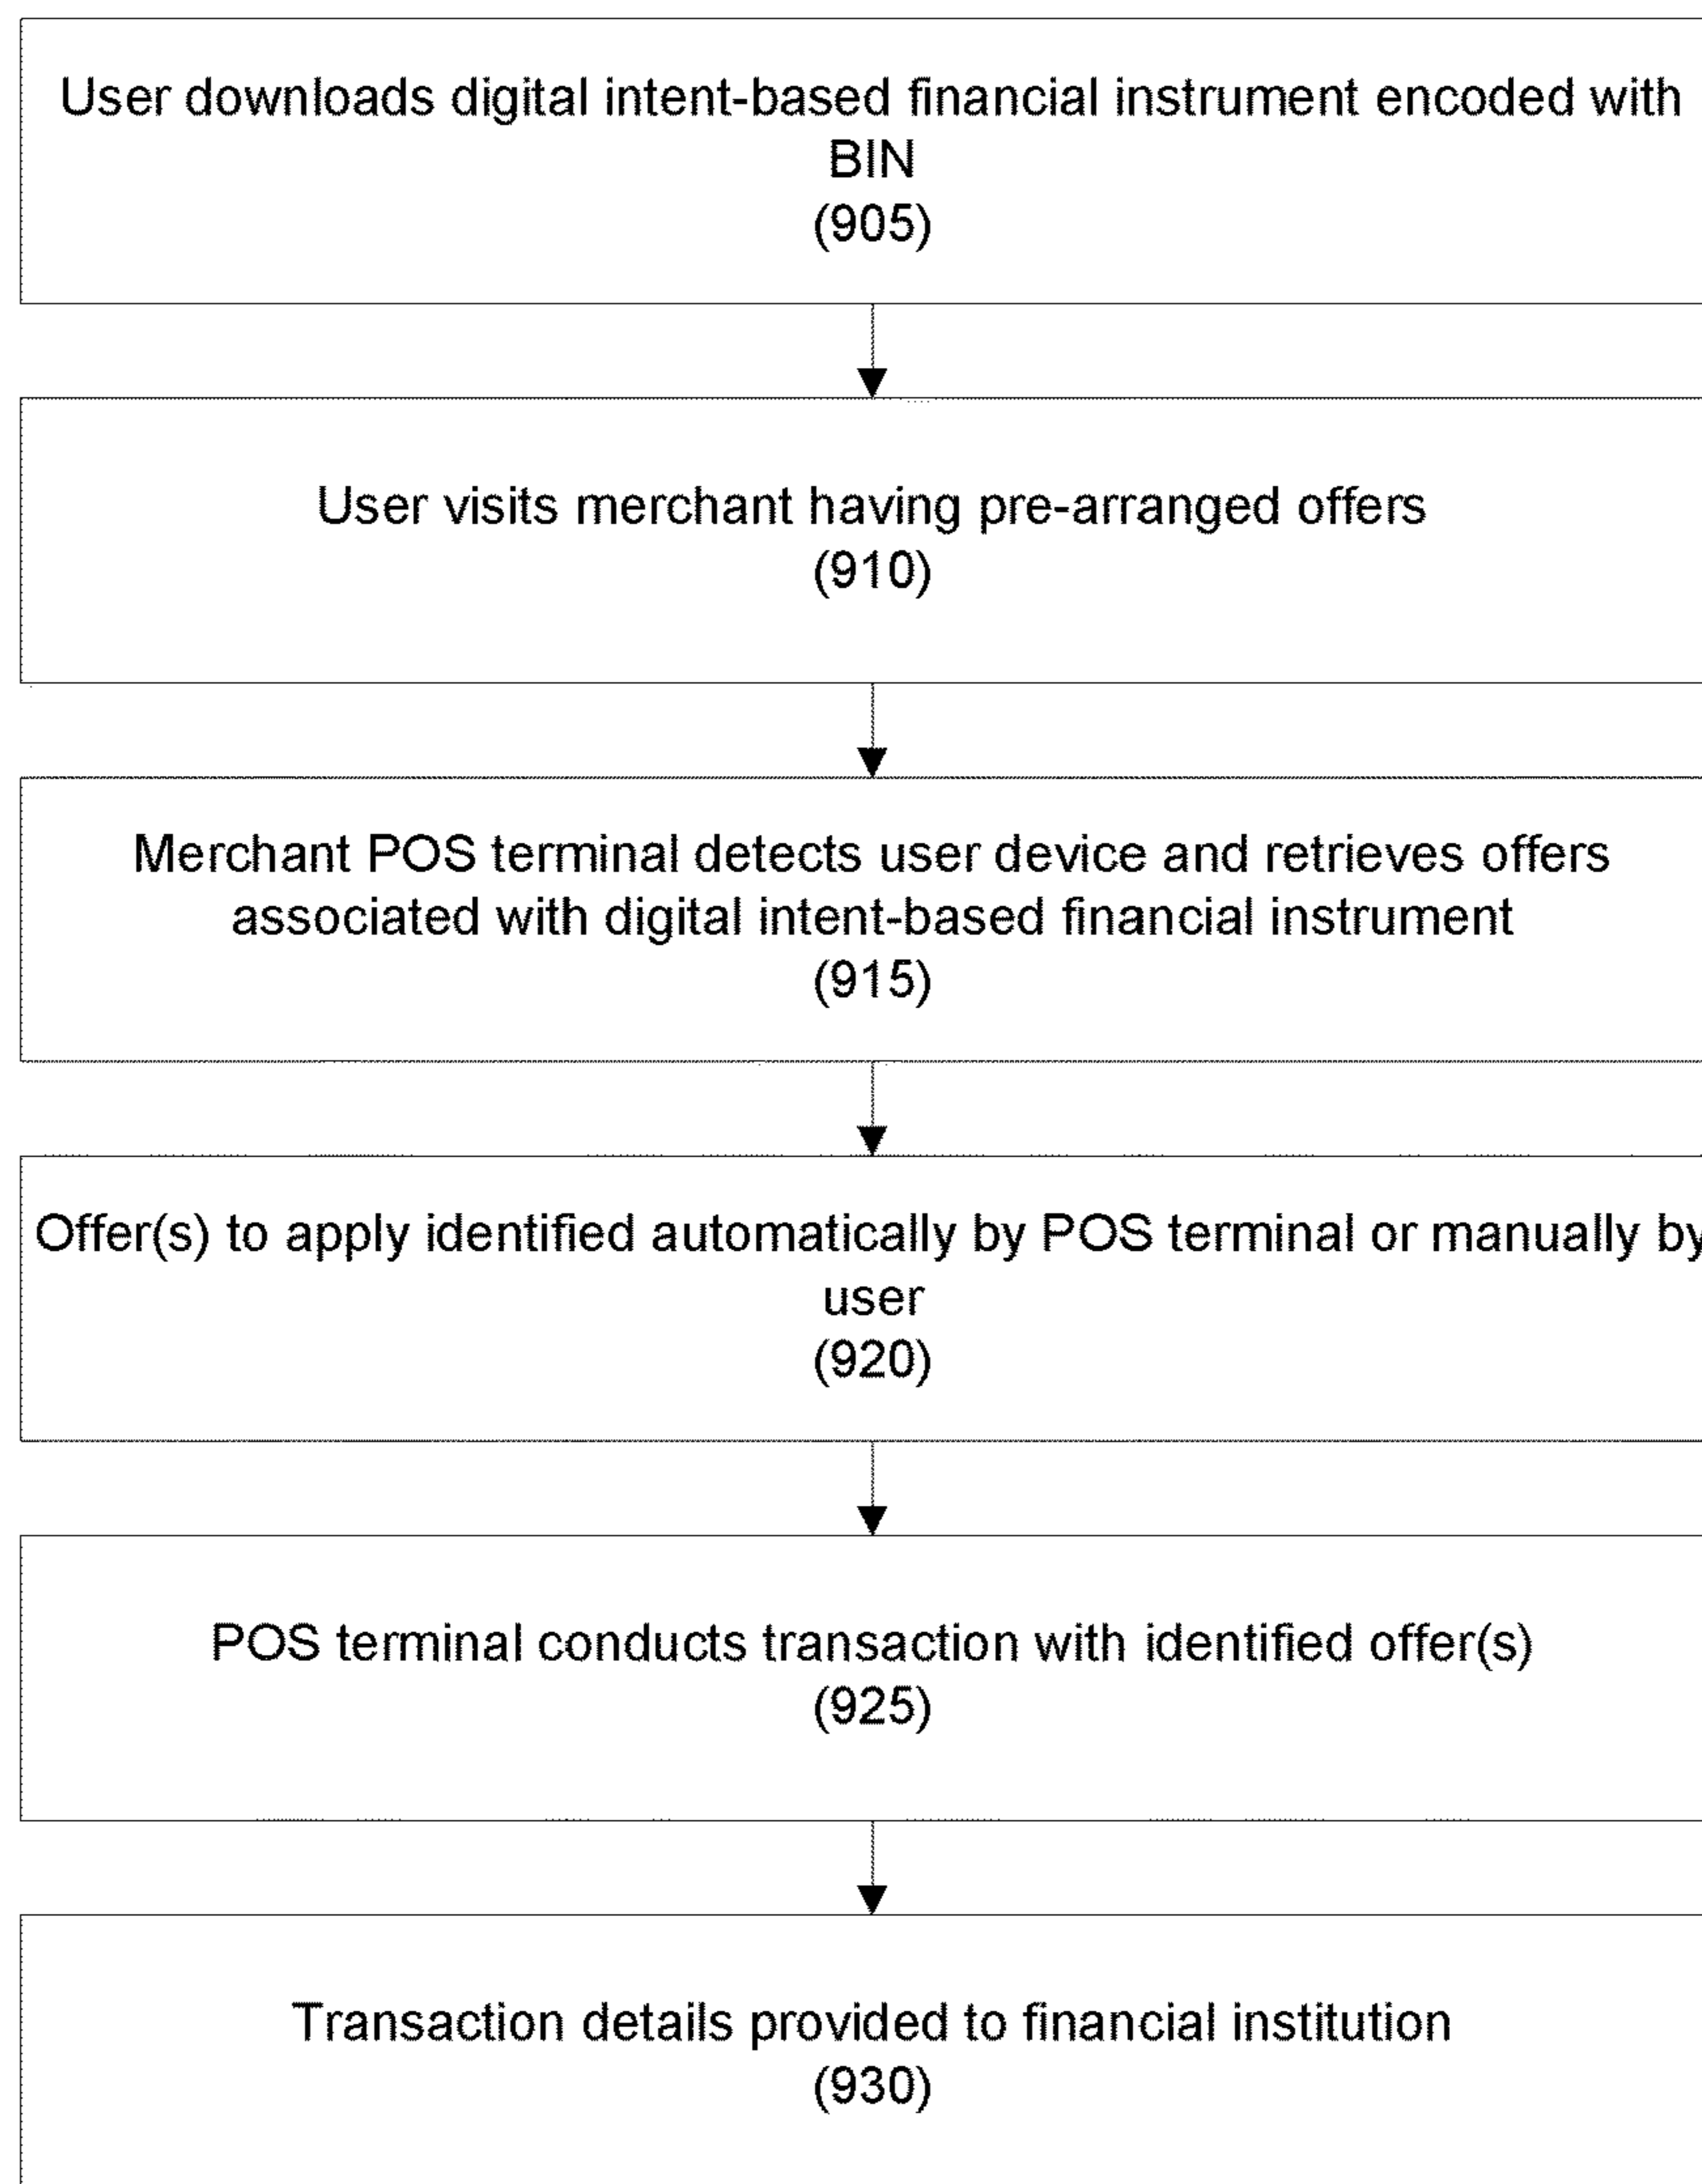 User downloads digital intent-based financial instrument encoded with
BIN
(905)
User visits merchant having pre-arranged offers
(910)
Merchant POS terminal detects user device and retrieves offers
associated with digital intent-based financial instrument
(915)
Offer(s) to apply identified automatically by POS terminal or manually by
user
(920)
POS terminal conducts transaction with identified offer(s)
(925)
Transaction details provided to financial institution
(930)